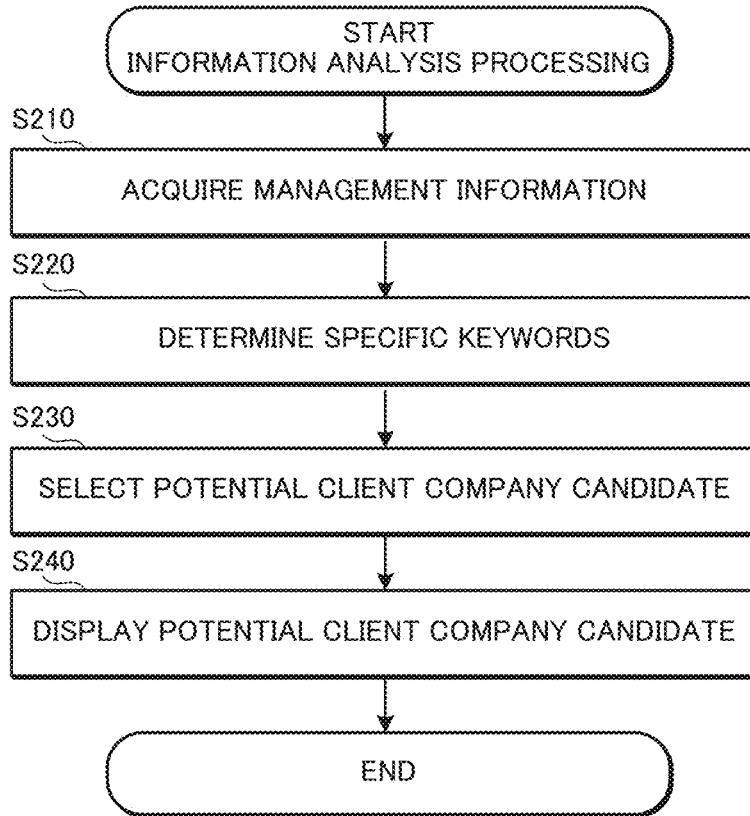 START
INFORMATION ANALYSIS PROCESSING
S210
ACQUIRE MANAGEMENT INFORMATION
S220
DETERMINE SPECIFIC KEYWORDS
S230
SELECT POTENTIAL CLIENT COMPANY CANDIDATE
S240
DISPLAY POTENTIAL CLIENT COMPANY CANDIDATE
END